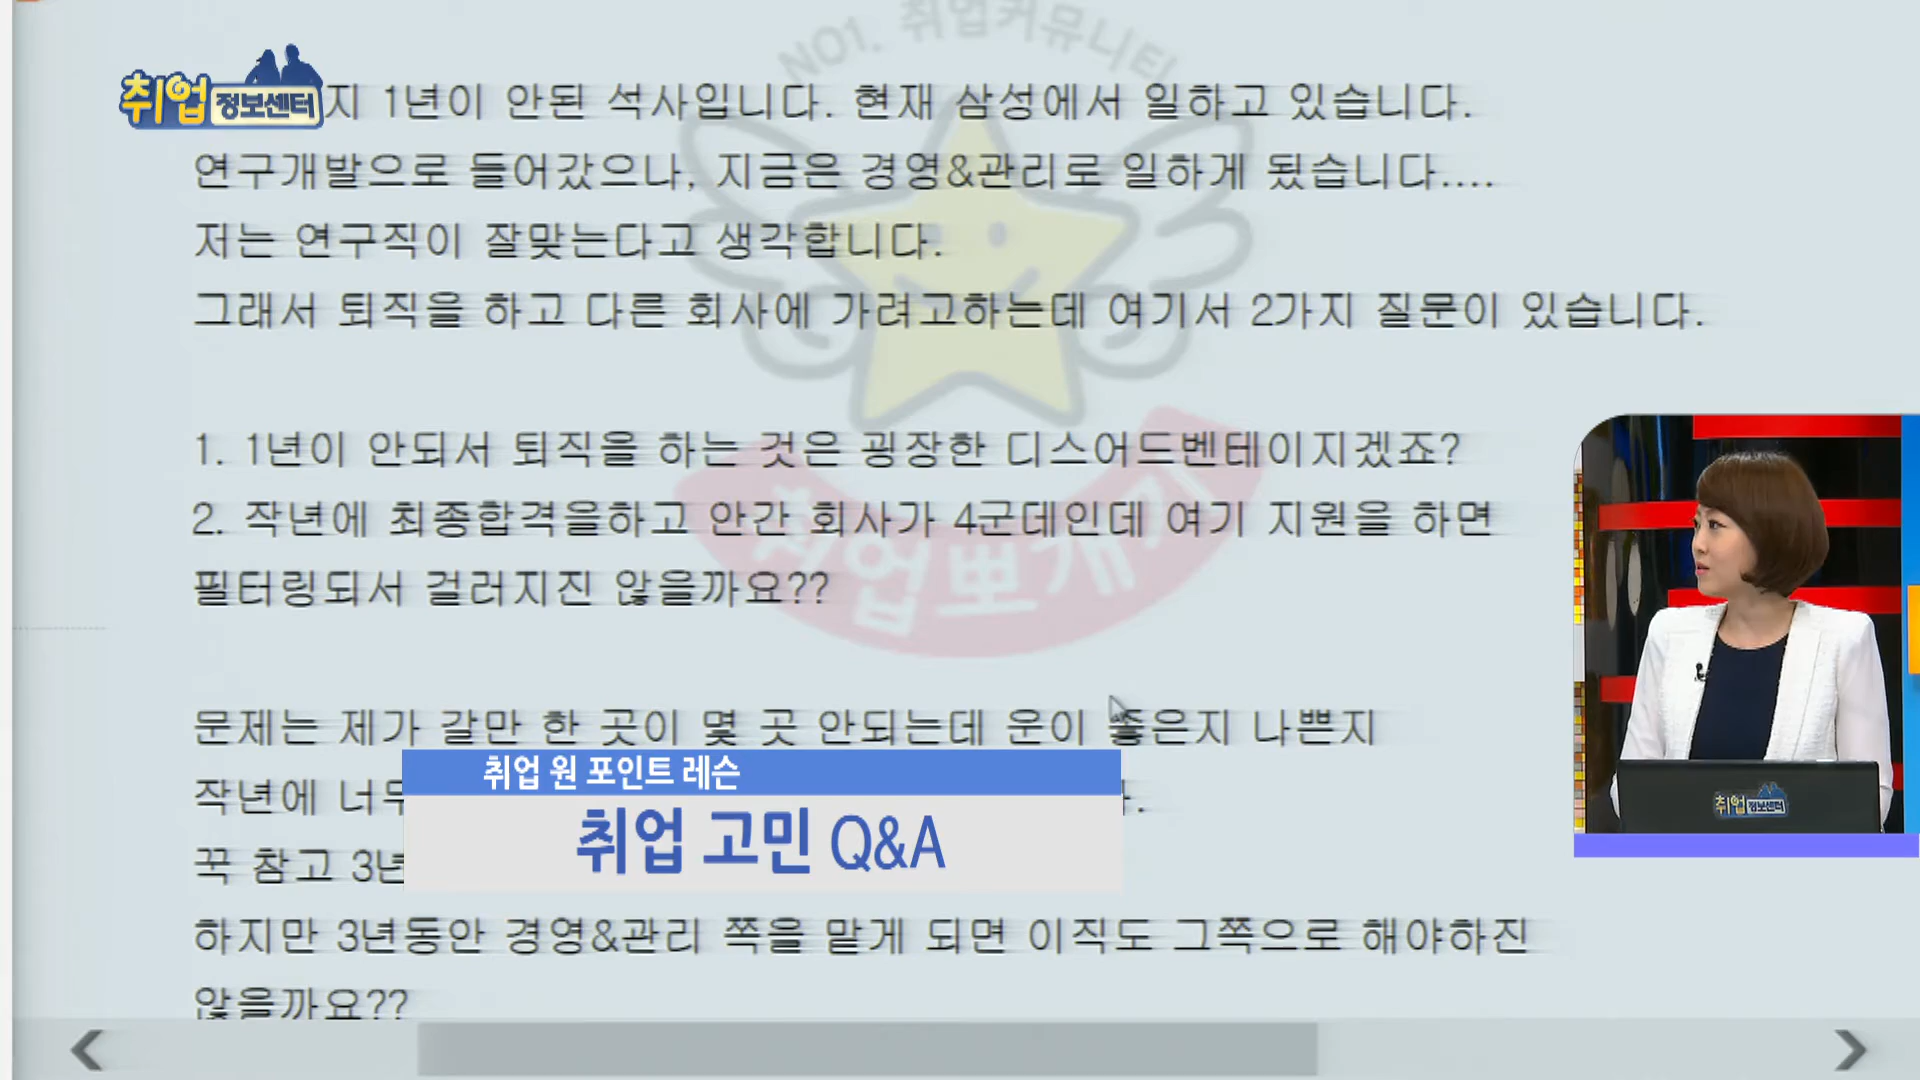 NO1. 취업커뮤니티
취업
정보센터
지 1년이 안된 석사입니다. 현재 삼성에서 일하고 있습니다.
연구개발으로 들어갔으나, 지금은 경영&관리로 일하게 됬습니다....
저는 연구직이 잘맞는다고 생각합니다.
그래서 퇴직을 하고 다른 회사에 가려고하는데 여기서 2가지 질문이 있습니다.
1. 1년이 안되서 퇴직을 하는 것은 굉장한 디스어드벤테이지겠죠?
2. 작년에 최종합격을하고 안간 회사가 4군데인데 여기 지원을 하면
필터링되서 걸러지진 않을까요??
취업뽀개기
문제는 제가 갈만 한 곳이 몇 곳 안되는데 운이 좋은지 나쁜지
작년에
취업 원 포인트 레슨
취업 고민 Q&A
꾹 참고 3년
하지만 3년동안 경영&관리 쪽을 맡게 되면 이직도 그쪽으로 해야하진
않을까요??
취업
정보센터